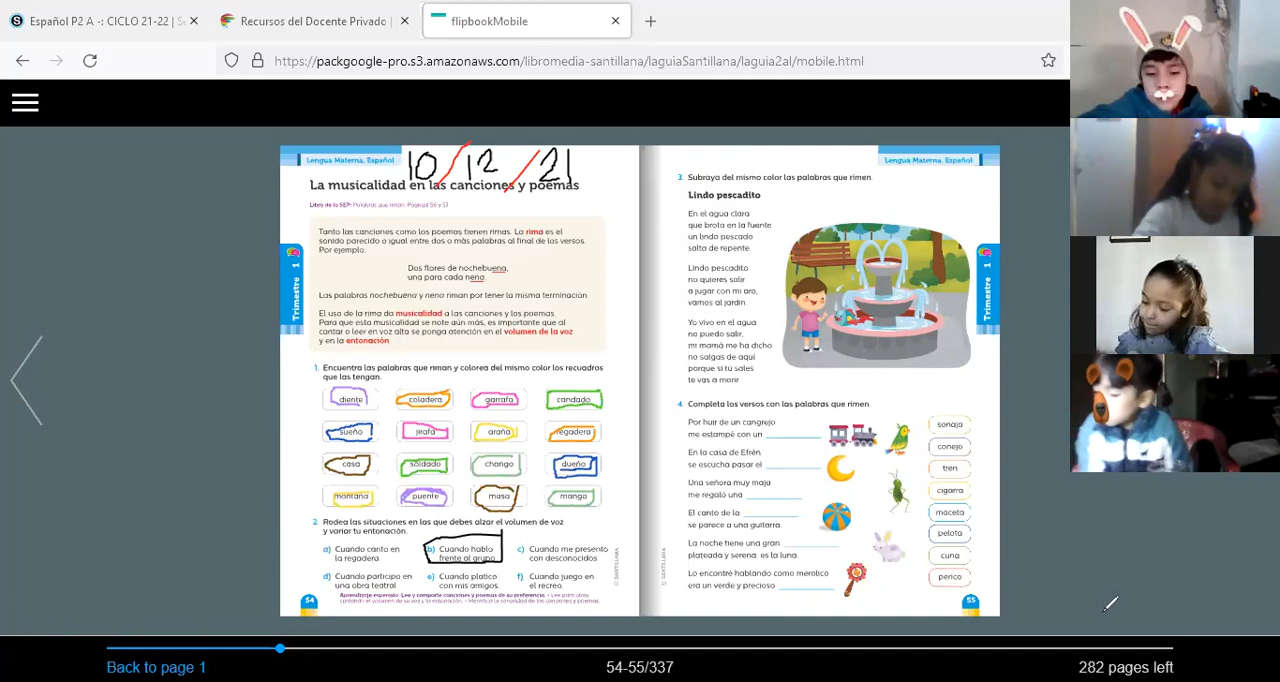 Español P2 A -: CICLO 21-22 | S
Recursos del Docente Privado |
flipbookMobile
https://packgoogle-pro.s3.amazonaws.com/libromedia-santillana/laguiaSantillana/laguia2al/mobile.html
Lengua Materna. Español
10/12/21
La musicalidad en las canciones y poemas
Libro de la SEP: Palabras que riman. Páginas 56 y 57
Tanto las canciones como los poemas tienen rimas. La rima es el
sonido parecido o igual entre dos o más palabras al final de los versos.
Por ejemplo:
Dos flores de nochebuena,
una para cada nena.
Las palabras nochebuena y nena riman por tener la misma terminación.
El uso de la rima da musicalidad a las canciones y los poemas.
Para que esta musicalidad se note aún más, es importante que al
cantar o leer en voz alta se ponga atención en el volumen de la voz
y en la entonación
Trimestre 1
1. Encuentra las palabras que riman y colorea del mismo color los recuadros
que las tengan.
diente coladera garrafa candado
sueño jirafa araña regadera
casa soldado chango dueño
montaña puente masa mango
2. Rodea las situaciones en las que debes alzar el volumen de voz
y variar tu entonación.
a) Cuando canto en
la regadera
b) Cuando hablo
frente al grupo
c) Cuando me presento
con desconocidos
d) Cuando participo en
una obra teatral
e) Cuando platico
con mis amigos
f) Cuando juego en
el recreo.
54
© SANTILLANA
Lengua Materna. Español
3. Subraya del mismo color las palabras que rimen.
Lindo pescadito
En el agua clara
que brota en la fuente
un lindo pescado
salta de repente.
Lindo pescadito
no quieres salir
a jugar con mi aro,
vamos al jardín.
Yo vivo en el agua
no puedo salir,
mi mamá me ha dicho
no salgas de aquí
porque si tú sales
te vas a morir
Trimestre 1
4. Completa los versos con las palabras que rimen.
Por huir de un cangrejo
me estampé con un
En la casa de Efrén
se escucha pasar el
Una señora muy maja
me regaló una
El canto de la
se parece a una guitarra.
La noche tiene una gran
plateada y serena: es la luna
Lo encontré hablando como merolico
era un verde y precioso
sonaja
conejo
tren
cigarra
maceta
pelota
cuna
perico
© SANTILLANA
55
Back to page 1
54-55/337
282 pages left